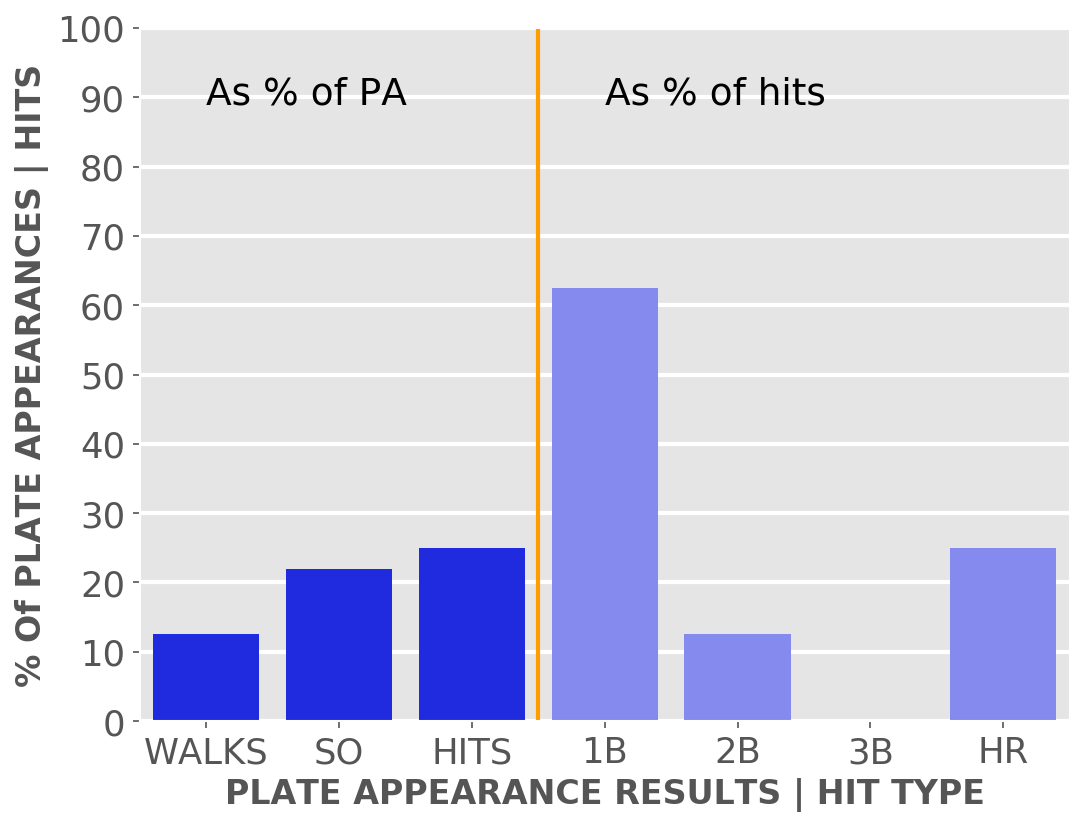 % Of PLATE APPEARANCES | HITS
100
90
80
70
60
50
40
30
20
10
0
As % of PA
As % of hits
WALKS SO HITS 1B 2B 3B HR
PLATE APPEARANCE RESULTS | HIT TYPE